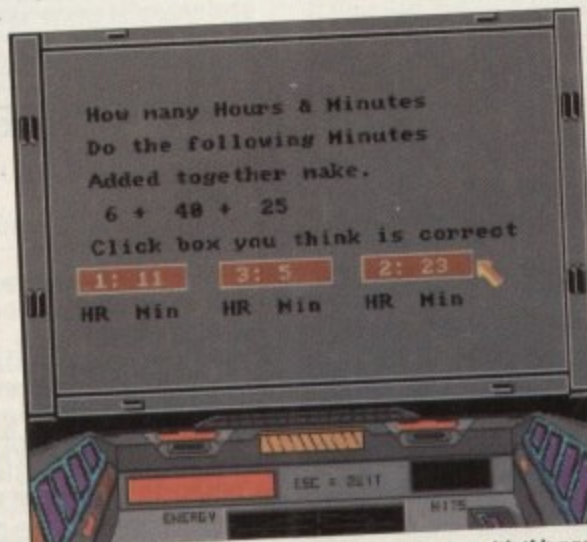 How many Hours & Minutes
Do the following Minutes
Added together make.
6 + 40 + 25
Click box you think is correct
1: 11 3: 5 2: 23
HR Min HR Min HR Min
ESC = QUIT
ENERGY HITS